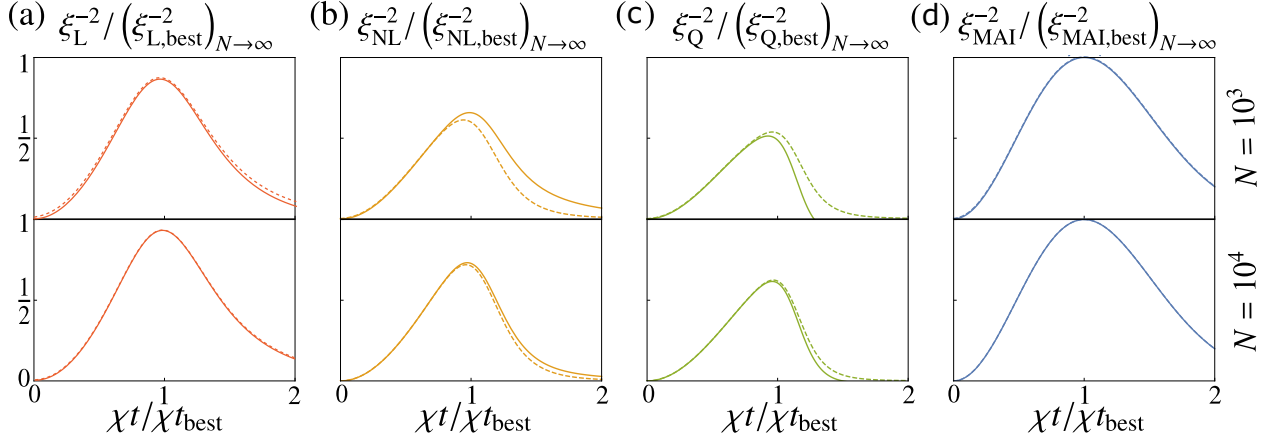 (a) ξ_L^{-2} / (ξ_{L,best}^{-2})_{N→∞}
(b) ξ_{NL}^{-2} / (ξ_{NL,best}^{-2})_{N→∞}
(c) ξ_Q^{-2} / (ξ_{Q,best}^{-2})_{N→∞}
(d) ξ_{MAI}^{-2} / (ξ_{MAI,best}^{-2})_{N→∞}
1
1/2
N = 10^3
1
1/2
0
N = 10^4
0 1 2
0 1 2
0 1 2
0 1 2
χt/χt_best
χt/χt_best
χt/χt_best
χt/χt_best